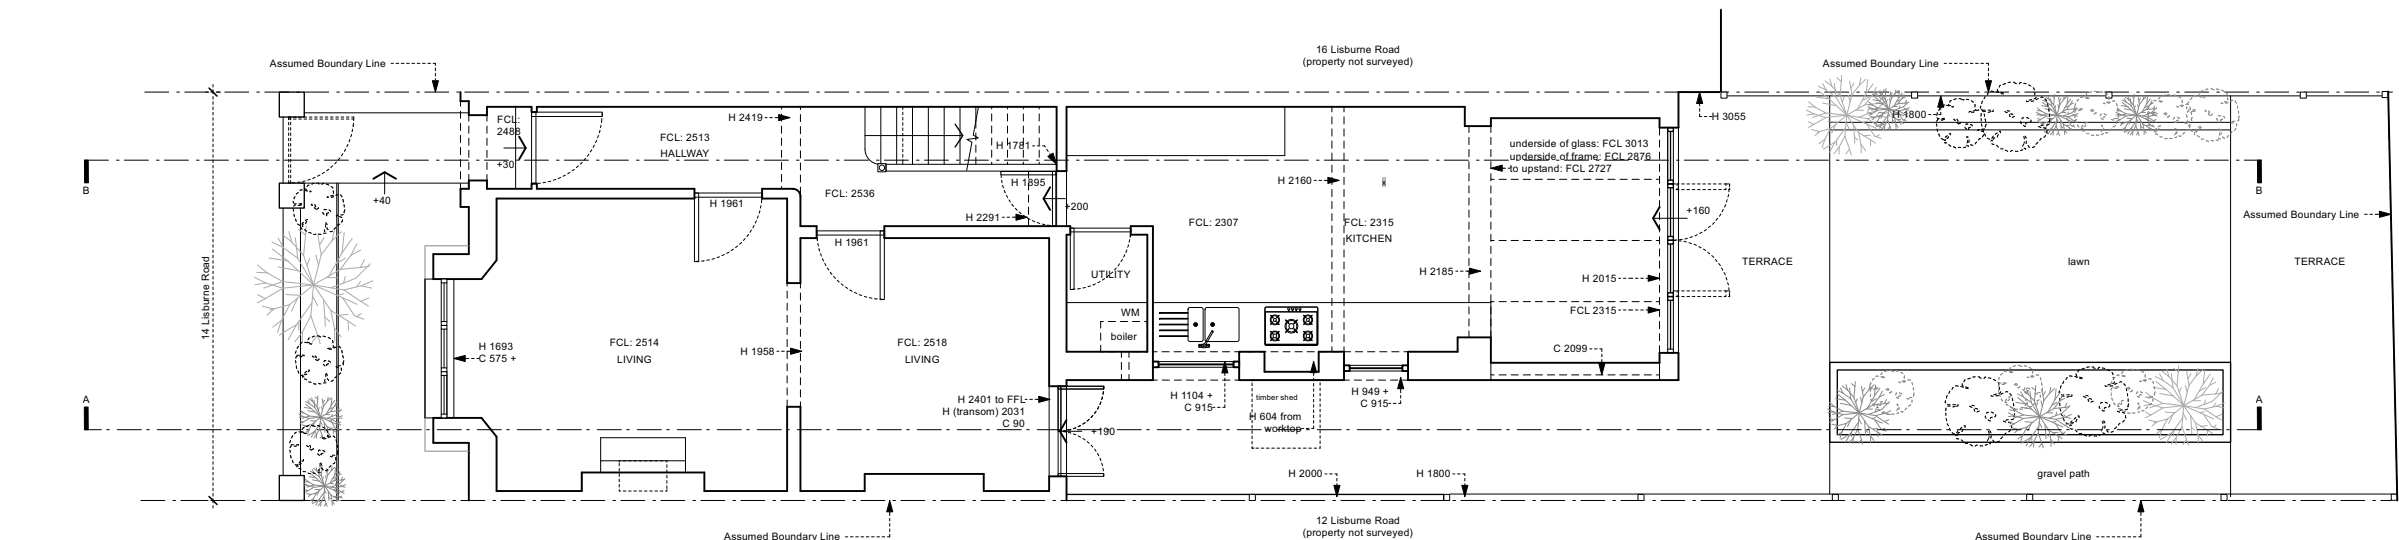 16 Lisburne Road
(property not surveyed)
Assumed Boundary Line
Assumed Boundary Line
FCL:
2488
+30
H 2419
FCL: 2513
HALLWAY
H 1781
H 3055
H 1800
underside of glass: FCL 3013
underside of frame: FCL 2876
to upstand: FCL 2727
B
B
+40
H 1961
FCL: 2536
H 1895
H 2291
+200
H 2160
FCL: 2307
FCL: 2315
KITCHEN
+160
Assumed Boundary Line
H 1961
UTILITY
H 2185
H 2015
TERRACE
lawn
TERRACE
14 Lisburne Road
WM
boiler
FCL 2315
H 1693
C 575 +
FCL: 2514
LIVING
H 1958
FCL: 2518
LIVING
C 2099
A
A
H 2401 to FFL
H (transom) 2031
C 90
+190
H 1104 +
C 915
timber shed
H 604 from
worktop
H 949 +
C 915
H 2000
H 1800
gravel path
12 Lisburne Road
(property not surveyed)
Assumed Boundary Line
Assumed Boundary Line